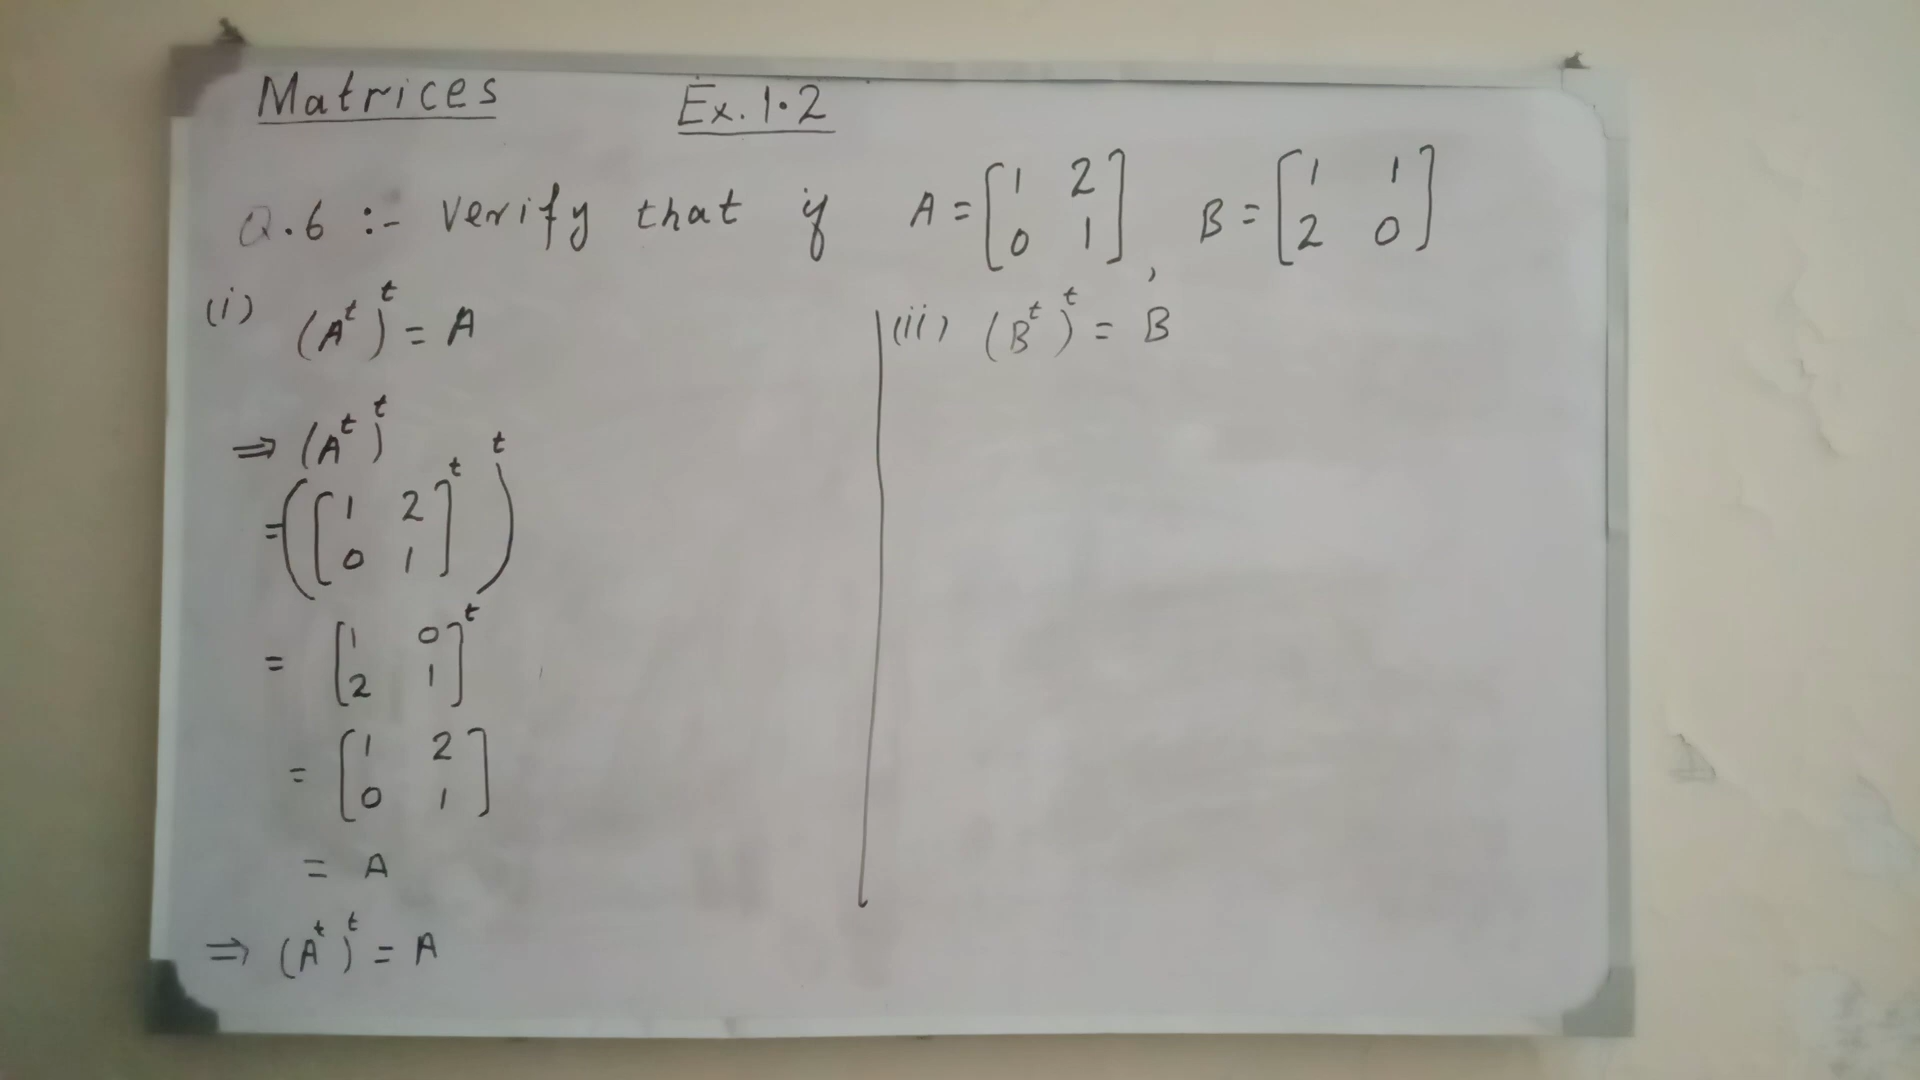 Matrices Ex. 1.2
Q.6 :- Verify that if A = [1 2 0 1], B = [1 1 2 0]
(i) (A^t)^t = A
⇒ (A^t)^t
= ([1 2 0 1]^t)^t
= [1 0 2 1]^t
= [1 2 0 1]
= A
⇒ (A^t)^t = A
(ii) (B^t)^t = B